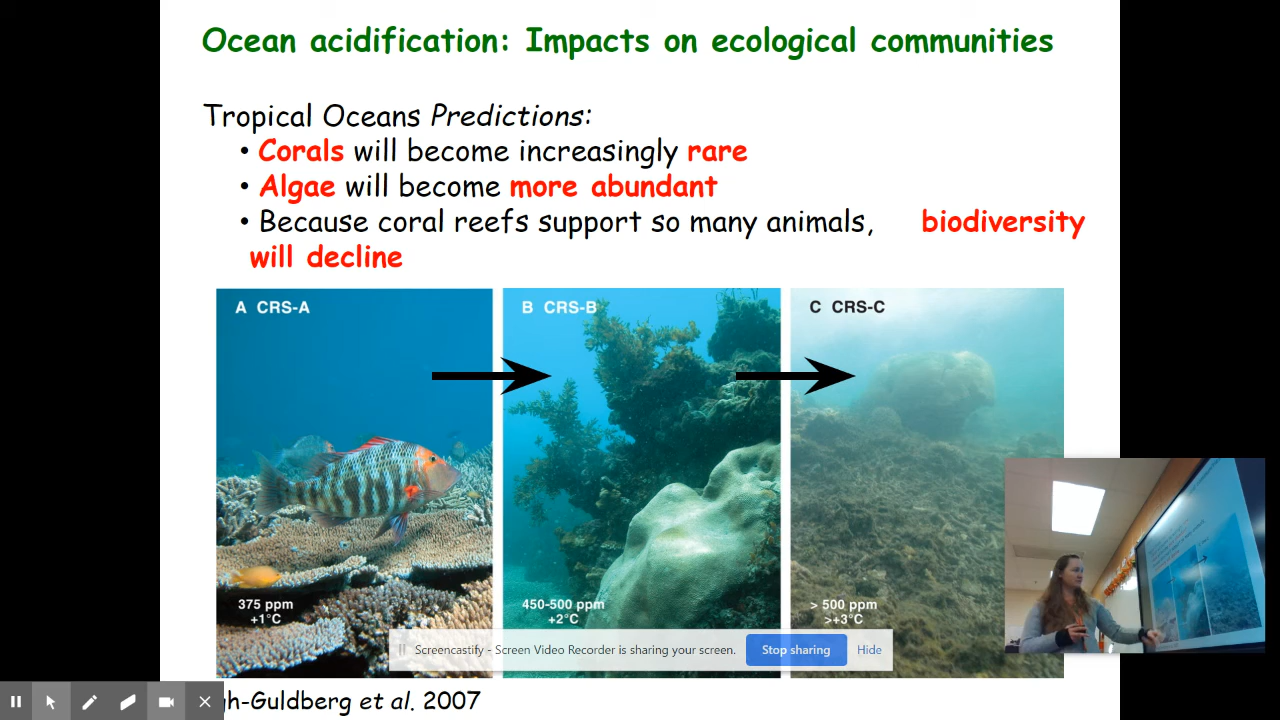 Ocean acidification: Impacts on ecological communities
Tropical Oceans Predictions:
• Corals will become increasingly rare
• Algae will become more abundant
• Because coral reefs support so many animals, biodiversity
will decline
A CRS-A
B CRS-B
C CRS-C
375 ppm
+1°C
450-500 ppm
+2°C
> 500 ppm
>+3°C
Screencastify - Screen Video Recorder is sharing your screen.
Stop sharing
Hide
gh-Guldberg et al. 2007